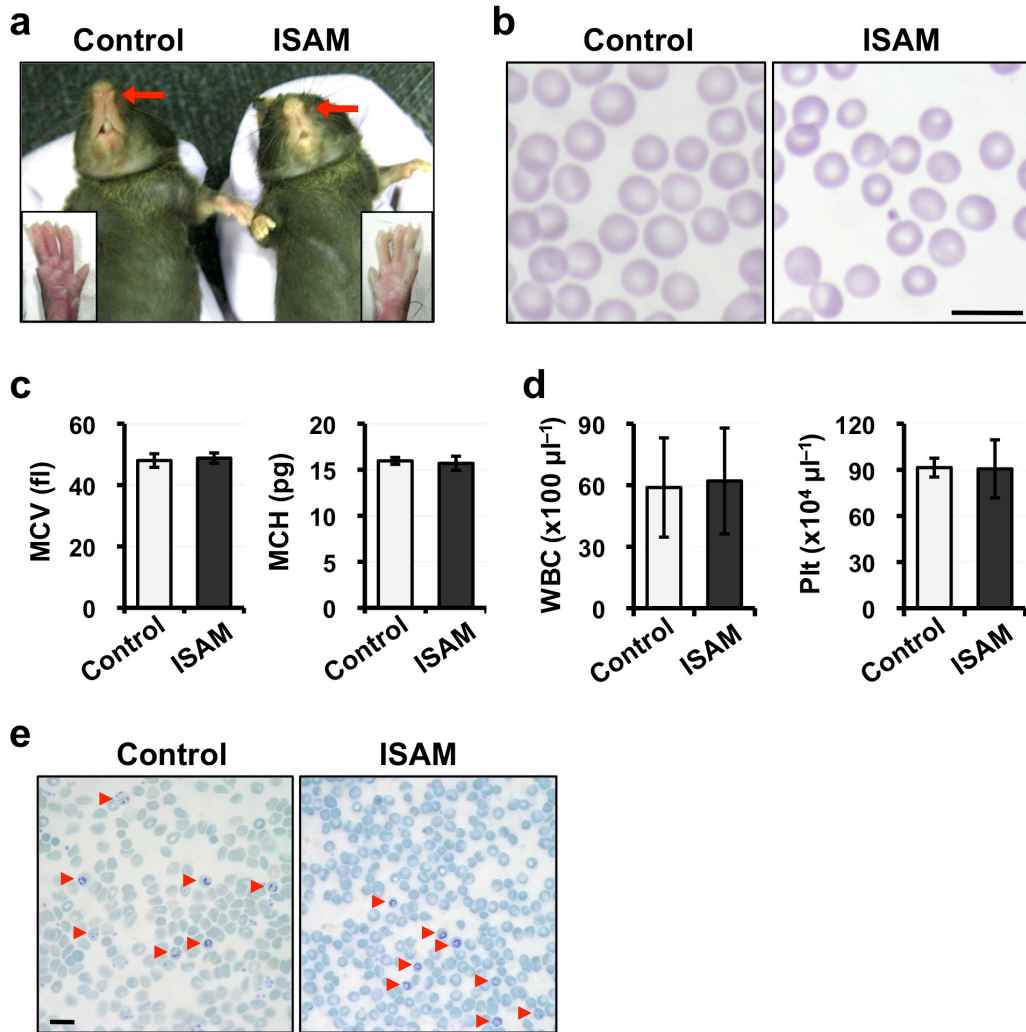 a
Control ISAM
b
Control ISAM
c
MCV (fl)
60
40
20
0
Control
ISAM
MCH (pg)
20
15
10
5
0
Control
ISAM
d
WBC (x100 µl⁻¹)
90
60
30
0
Control
ISAM
Plt (x10⁴ µl⁻¹)
120
90
60
30
0
Control
ISAM
e
Control ISAM